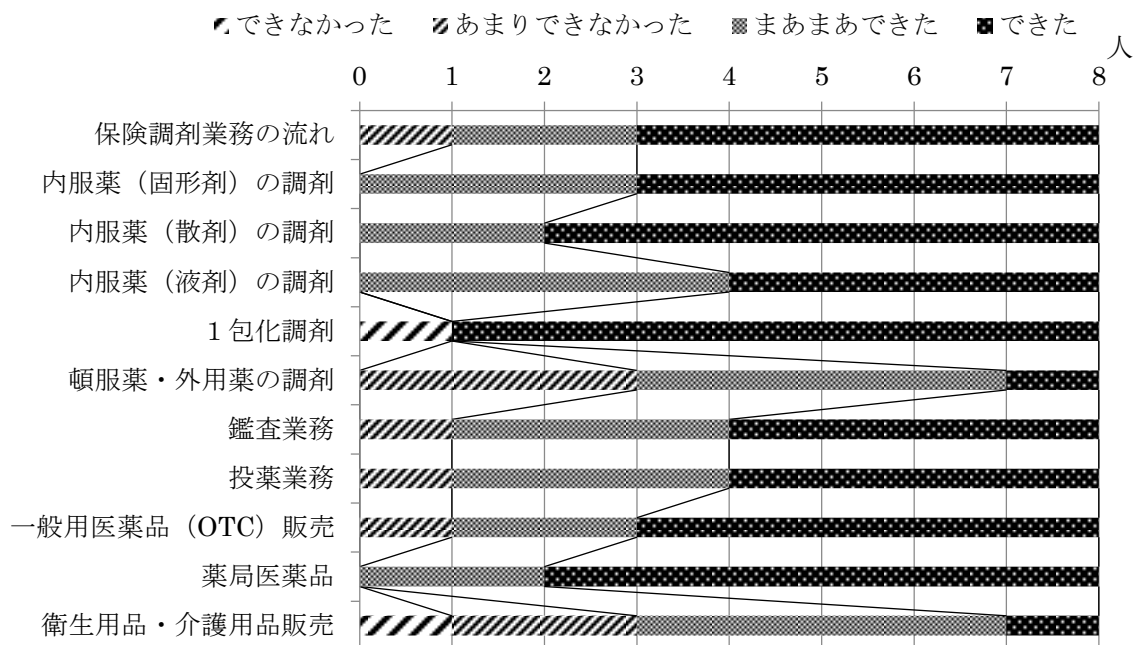 できなかった あまりできなかった まあまあできた できた
人
0 1 2 3 4 5 6 7 8
保険調剤業務の流れ
内服薬（固形剤）の調剤
内服薬（散剤）の調剤
内服薬（液剤）の調剤
1 包化調剤
頓服薬・外用薬の調剤
鑑査業務
投薬業務
一般用医薬品（OTC）販売
薬局医薬品
衛生用品・介護用品販売